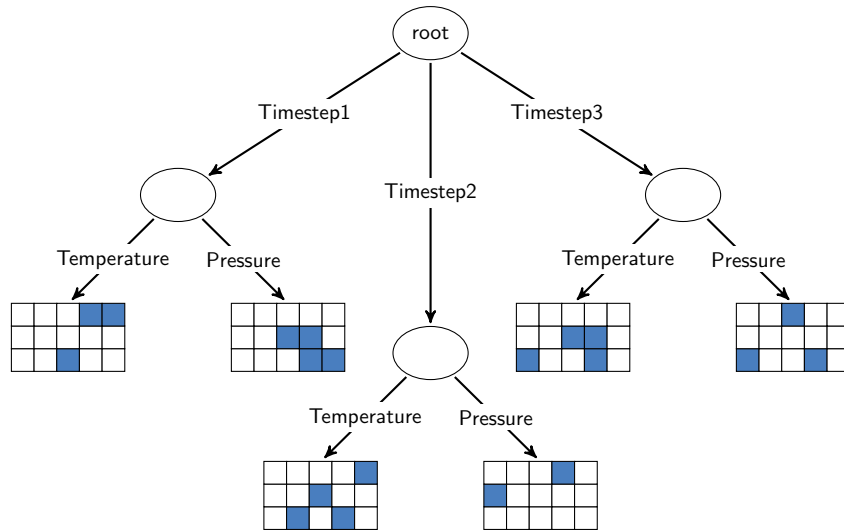 root
Timestep1
Timestep3
Timestep2
Temperature
Pressure
Temperature
Pressure
Temperature
Pressure